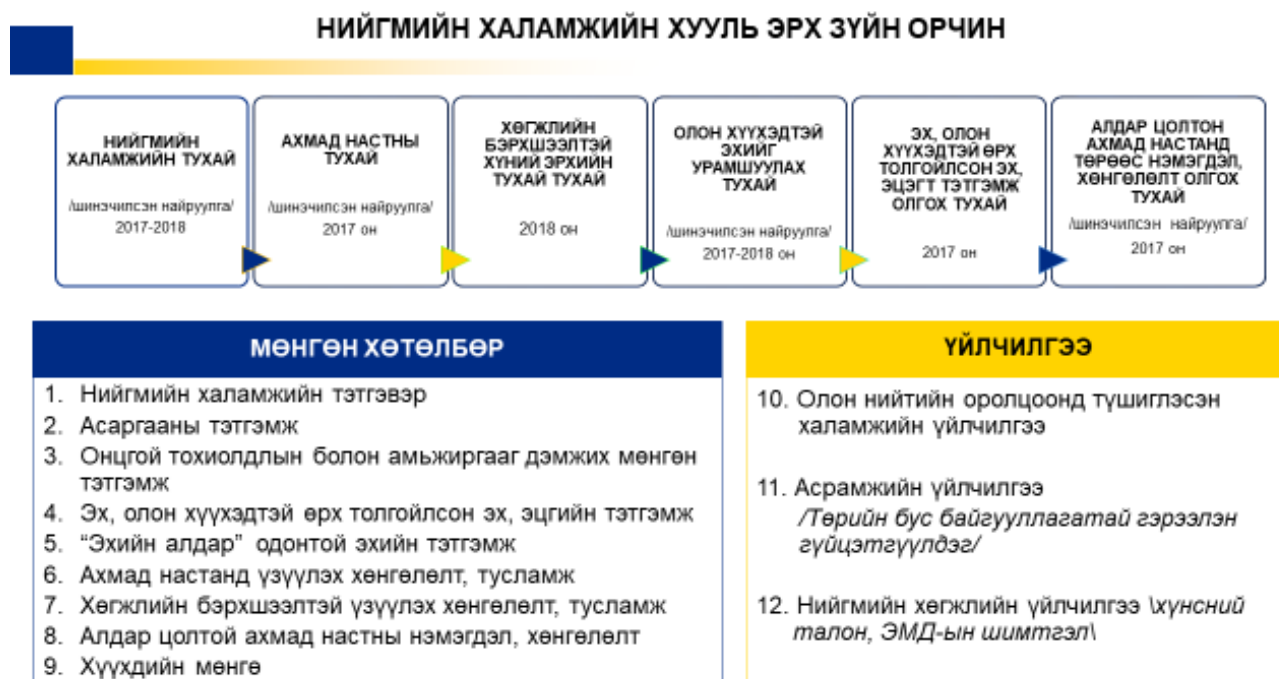 НИЙГМИЙН ХАЛАМЖИЙН ХУУЛЬ ЭРХ ЗҮЙН ОРЧИН
НИЙГМИЙН
ХАЛАМЖИЙН ТУХАЙ
/шинэчилсэн найруулга/
2017-2018
АХМАД НАСТНЫ
ТУХАЙ
/шинэчилсэн найруулга/
2017 он
ХӨГЖЛИЙН
БЭРХШЭЭЛТЭЙ
ХҮНИЙ ЭРХИЙН
ТУХАЙ ТУХАЙ
2018 он
ОЛОН ХҮҮХЭДТЭЙ
ЭХИЙГ
УРАМШУУЛАХ
ТУХАЙ
/шинэчилсэн найруулга/
2017-2018 он
ЭХ, ОЛОН
ХҮҮХЭДТЭЙ ӨРХ
ТОЛГОЙЛСОН ЭХ,
ЭЦЭГТ ТЭТГЭМЖ
ОЛГОХ ТУХАЙ
2017 он
АЛДАР ЦОЛТОН
АХМАД НАСТАНД
ТӨРӨӨС НЭМЭГДЭЛ,
ХӨНГӨЛӨЛТ ОЛГОХ
ТУХАЙ
/шинэчилсэн найруулга/
2017 он
МӨНГӨН ХӨТӨЛБӨР
1. Нийгмийн халамжийн тэтгэвэр
2. Асаргааны тэтгэмж
3. Онцгой тохиолдлын болон амьжиргааг дэмжих мөнгөн
тэтгэмж
4. Эх, олон хүүхэдтэй өрх толгойлсон эх, эцгийн тэтгэмж
5. “Эхийн алдар” одонтой эхийн тэтгэмж
6. Ахмад настанд үзүүлэх хөнгөлөлт, тусламж
7. Хөгжлийн бэрхшээлтэй үзүүлэх хөнгөлөлт, тусламж
8. Алдар цолтой ахмад настны нэмэгдэл, хөнгөлөлт
9. Хүүхдийн мөнгө
ҮЙЛЧИЛГЭЭ
10. Олон нийтийн оролцоонд түшиглэсэн
халамжийн үйлчилгээ
11. Асрамжийн үйлчилгээ
/Төрийн бус байгууллагатай гэрээлэн
гүйцэтгүүлдэг/
12. Нийгмийн хөгжлийн үйлчилгээ \хүнсний
талон, ЭМД-ын шимтгэл\